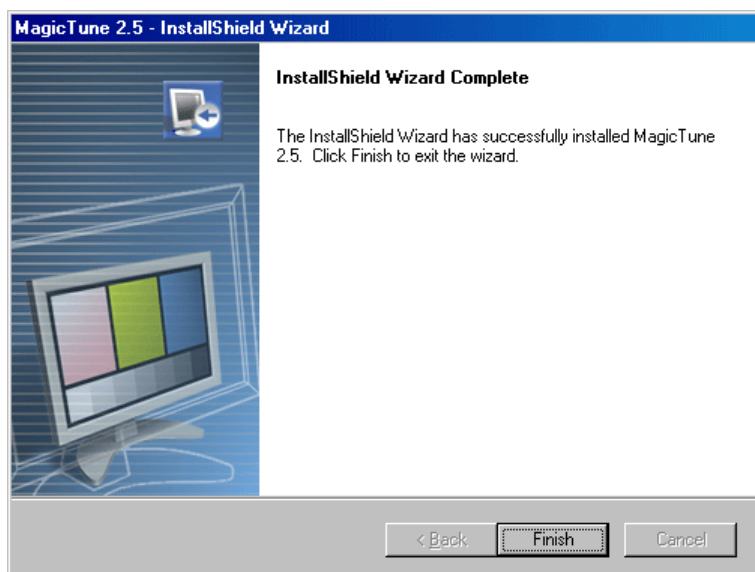 MagicTune 2.5 - InstallShield Wizard
InstallShield Wizard Complete
The InstallShield Wizard has successfully installed MagicTune
2.5. Click Finish to exit the wizard.
< Back Finish Cancel